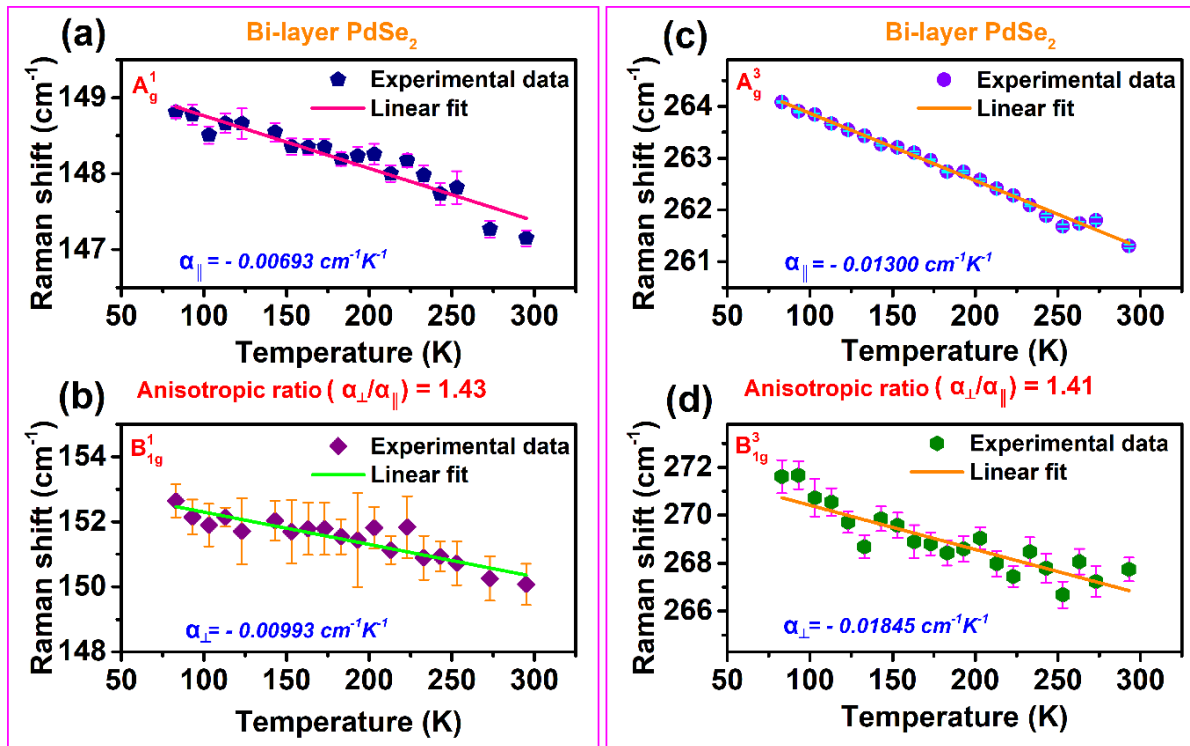 (a)
Bi-layer PdSe₂
A¹g
Experimental data
Linear fit
Raman shift (cm⁻¹)
149
148
147
α∥ = - 0.00693 cm⁻¹K⁻¹
50 100 150 200 250 300
Temperature (K)
(b)
Anisotropic ratio ( α⊥/α∥) = 1.43
B¹1g
Experimental data
Linear fit
Raman shift (cm⁻¹)
154
152
150
148
α⊥= - 0.00993 cm⁻¹K⁻¹
50 100 150 200 250 300
Temperature (K)
(c)
Bi-layer PdSe₂
A³g
Experimental data
Linear fit
Raman shift (cm⁻¹)
264
263
262
261
α∥ = - 0.01300 cm⁻¹K⁻¹
50 100 150 200 250 300
Temperature (K)
(d)
Anisotropic ratio ( α⊥/α∥) = 1.41
B³1g
Experimental data
Linear fit
Raman shift (cm⁻¹)
272
270
268
266
α⊥= - 0.01845 cm⁻¹K⁻¹
50 100 150 200 250 300
Temperature (K)